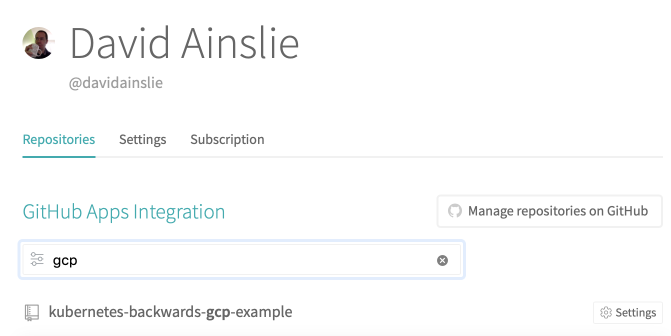 David Ainslie
@davidainslie
Repositories Settings Subscription
GitHub Apps Integration Manage repositories on GitHub
gcp
kubernetes-backwards-gcp-example Settings